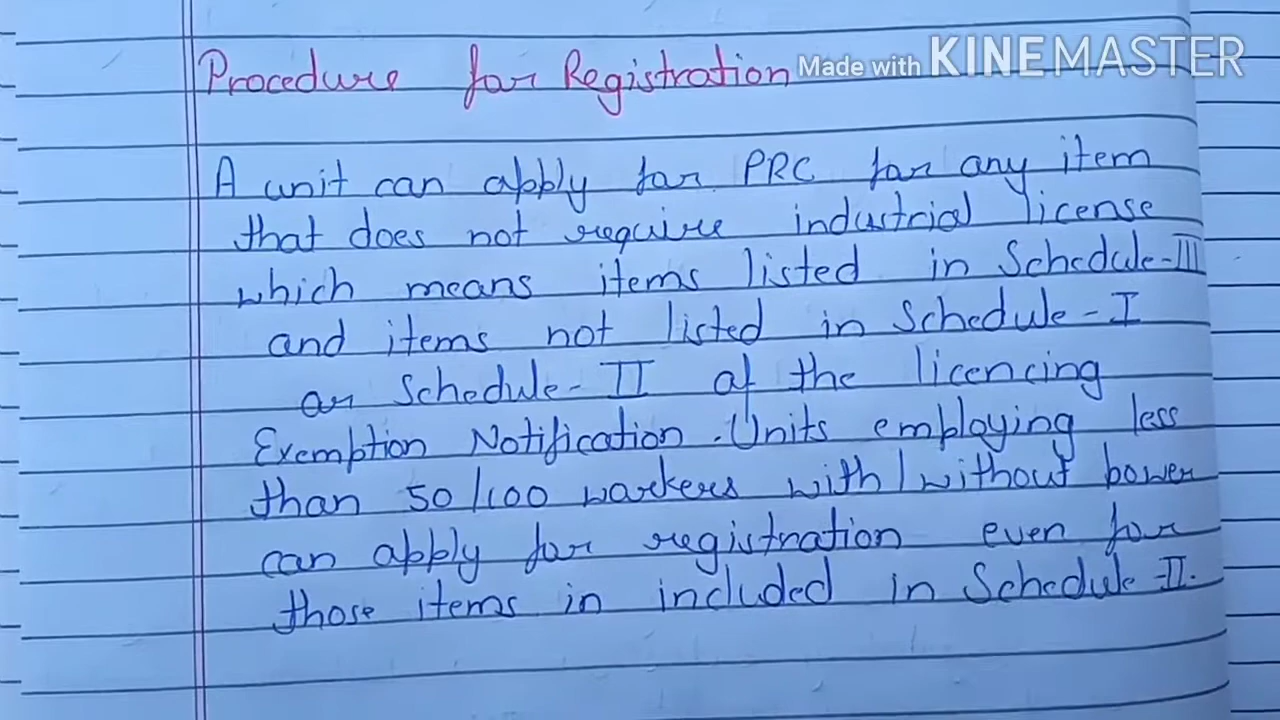 Procedure for Registration
Made with KINEMASTER
A unit can apply for PRC for any item
that does not require industrial license
which means items listed in Schedule-III
and items not listed in Schedule-I
or Schedule-II of the licencing
Exemption Notification. Units employing less
than 50/100 workers with/without power
can apply for registration even for
those items in included in Schedule-II.